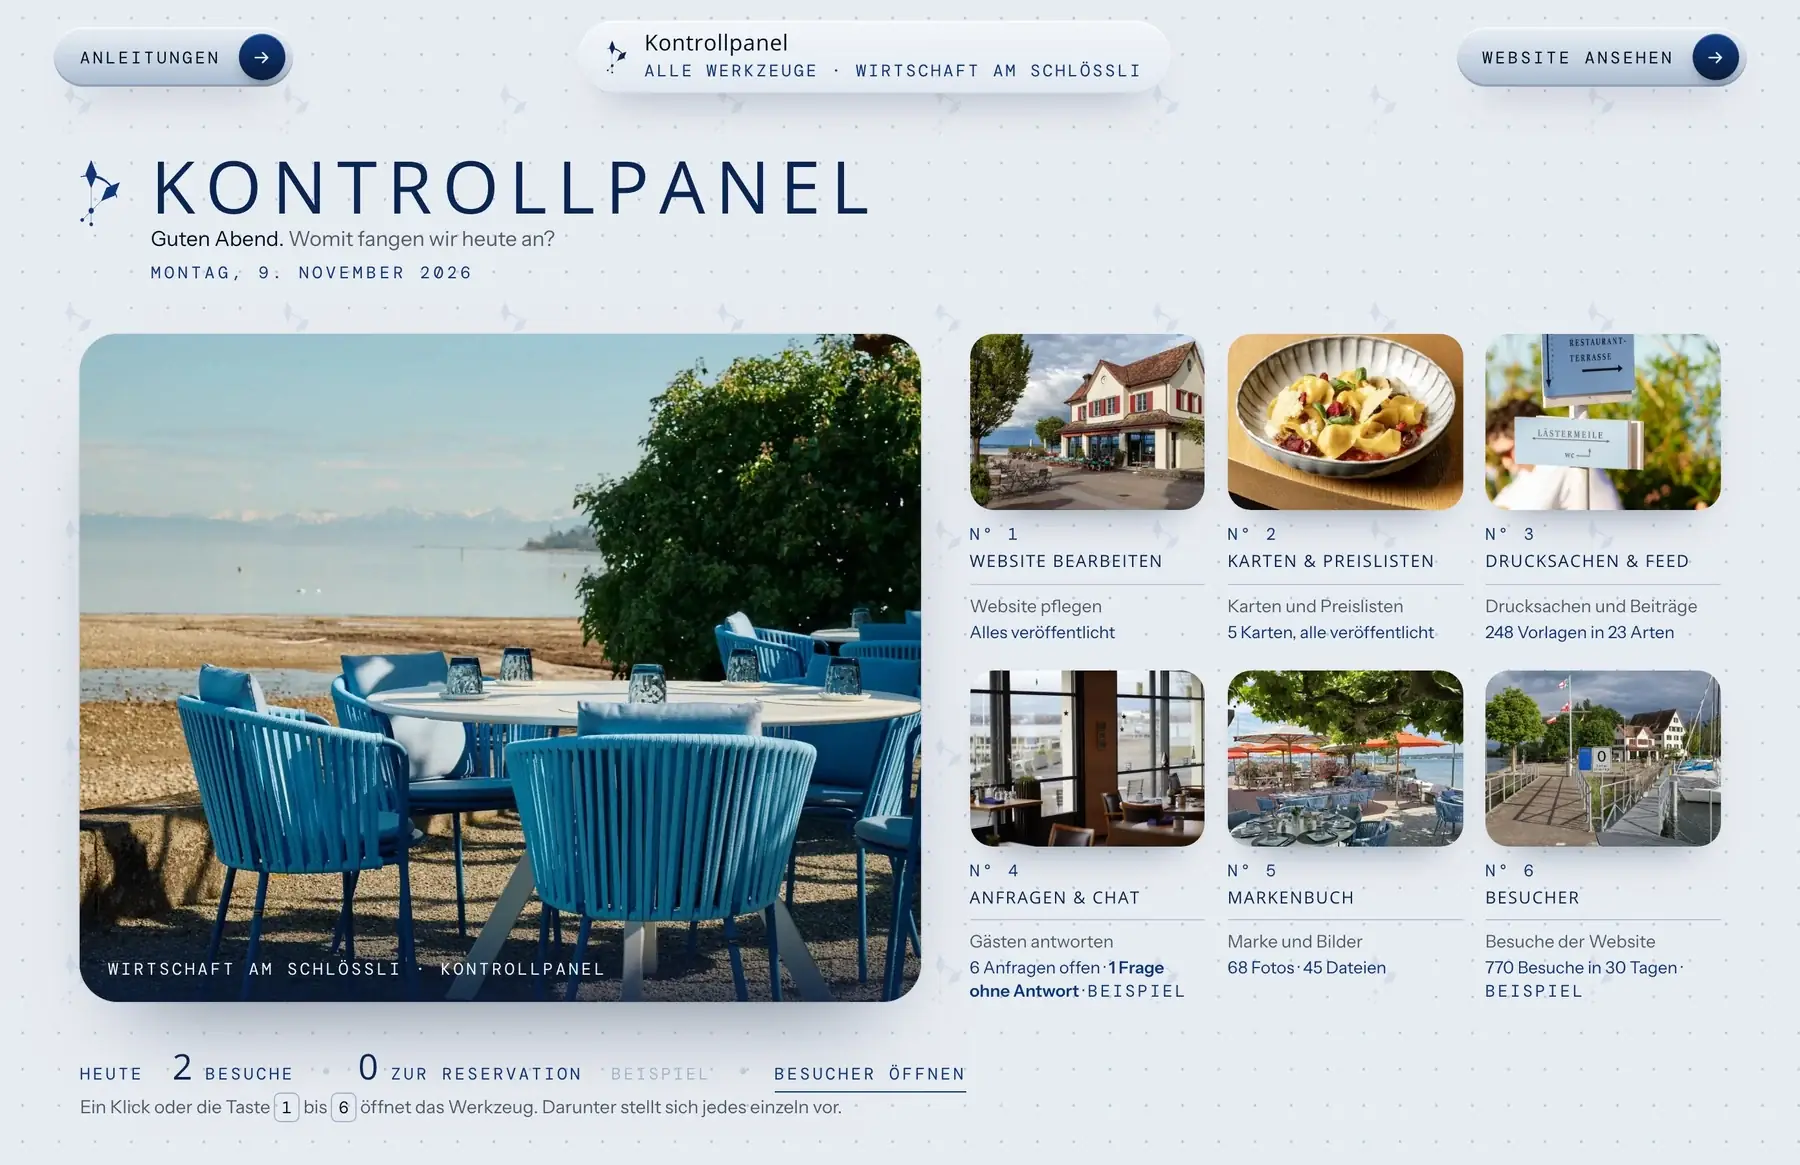 ANLEITUNGEN
Kontrollpanel
ALLE WERKZEUGE · WIRTSCHAFT AM SCHLÖSSLI
WEBSITE ANSEHEN
KONTROLLPANEL
Guten Abend. Womit fangen wir heute an?
MONTAG, 9. NOVEMBER 2026
WIRTSCHAFT AM SCHLÖSSLI · KONTROLLPANEL
N° 1
WEBSITE BEARBEITEN
Website pflegen
Alles veröffentlicht
N° 2
KARTEN & PREISLISTEN
Karten und Preislisten
5 Karten, alle veröffentlicht
RESTAURANT-
TERRASSE
LÄSTERMEILE
WC
N° 3
DRUCKSACHEN & FEED
Drucksachen und Beiträge
248 Vorlagen in 23 Arten
N° 4
ANFRAGEN & CHAT
Gästen antworten
6 Anfragen offen · 1 Frage
ohne Antwort · BEISPIEL
N° 5
MARKENBUCH
Marke und Bilder
68 Fotos · 45 Dateien
0
N° 6
BESUCHER
Besuche der Website
770 Besuche in 30 Tagen ·
BEISPIEL
HEUTE 2 BESUCHE · 0 ZUR RESERVATION BEISPIEL · BESUCHER ÖFFNEN
Ein Klick oder die Taste 1 bis 6 öffnet das Werkzeug. Darunter stellt sich jedes einzeln vor.